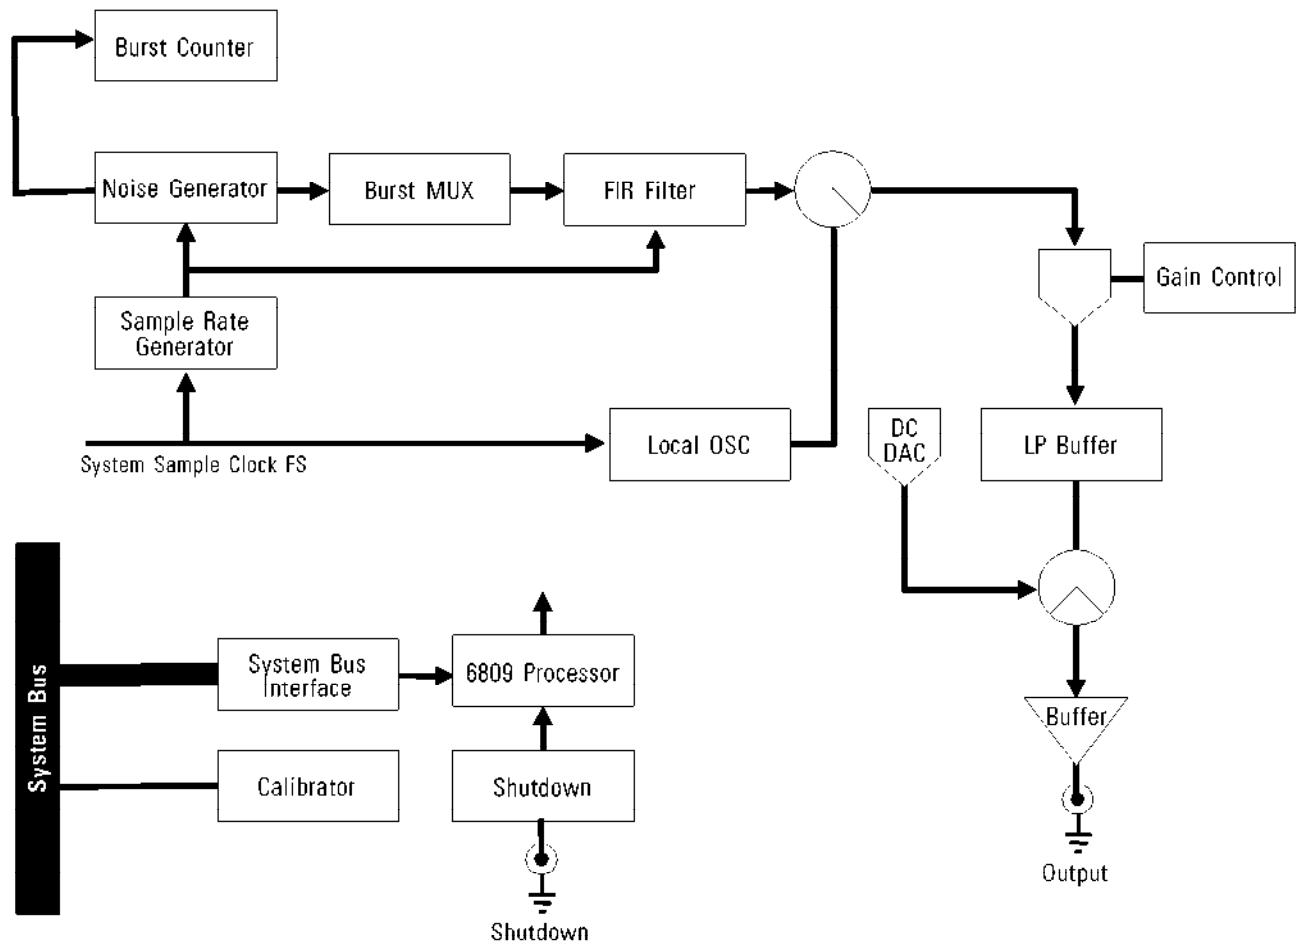 Burst Counter
Noise Generator
Burst MUX
FIR Filter
Gain Control
Sample Rate
Generator
System Sample Clock FS
Local OSC
DC
DAC
LP Buffer
System Bus
System Bus
Interface
6809 Processor
Buffer
Calibrator
Shutdown
Output
Shutdown